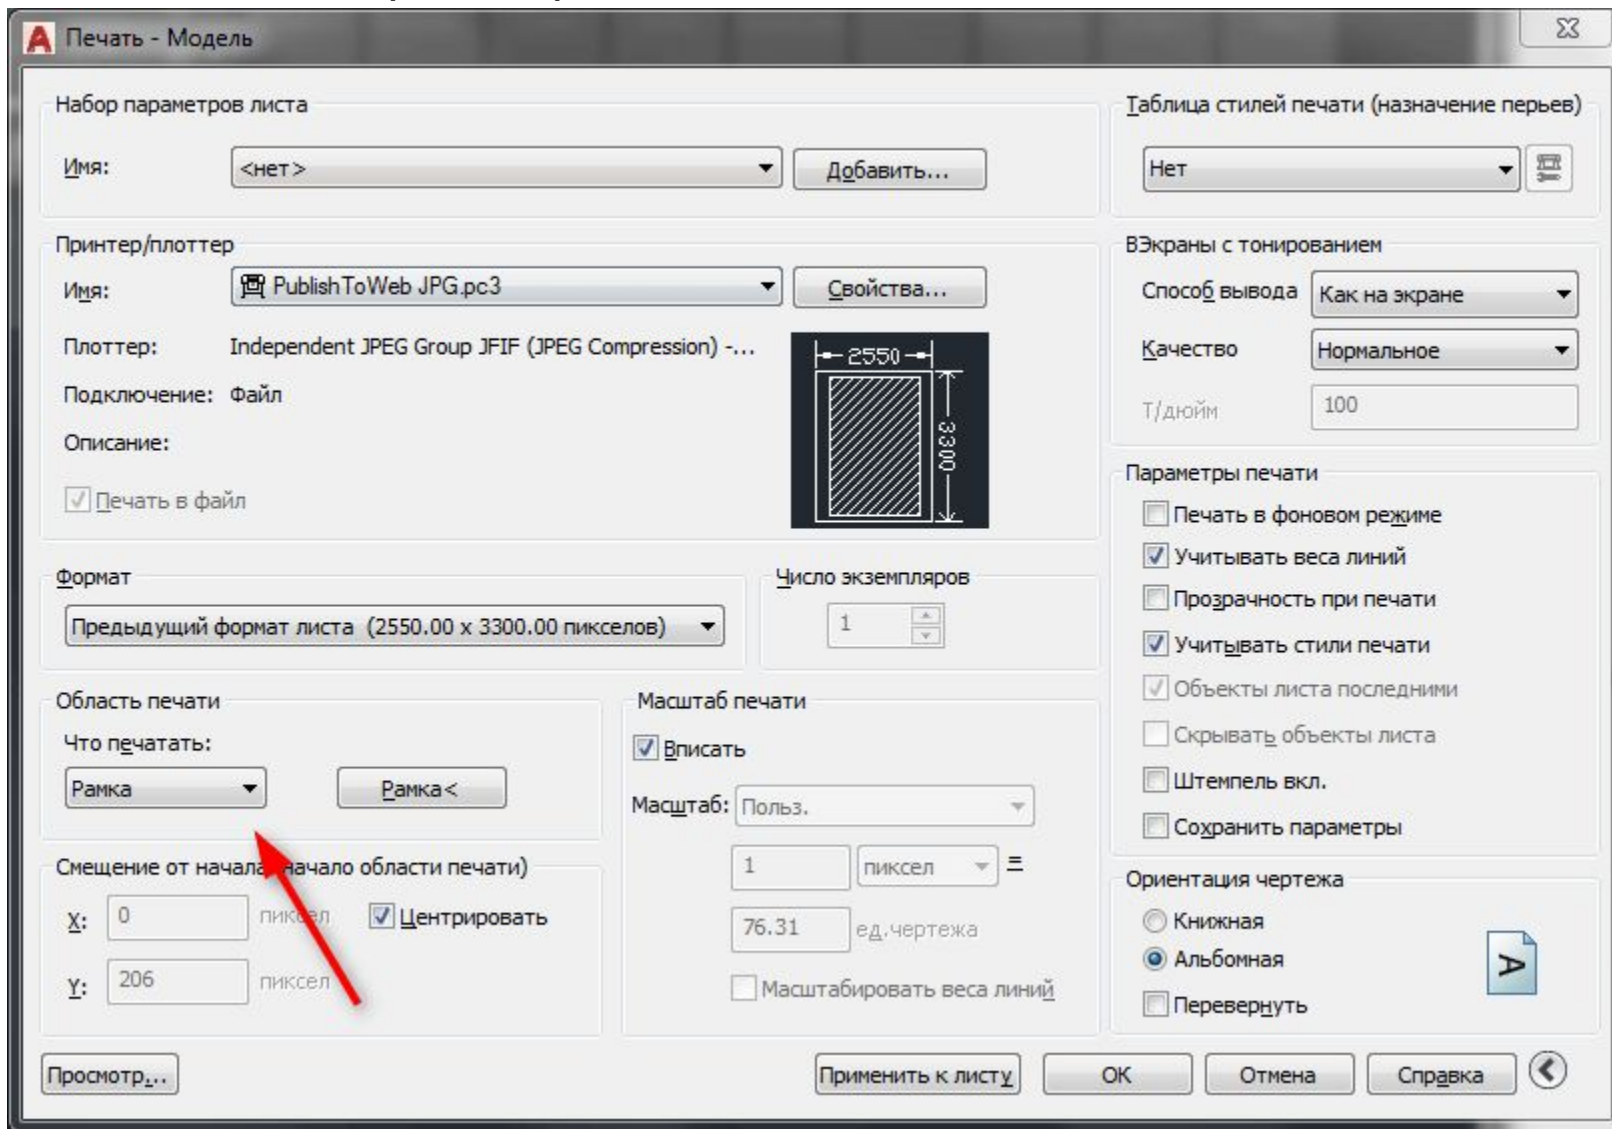 Печать - Модель
Набор параметров листа
Имя:
<нет>
Добавить...
Таблица стилей печати (назначение перьев)
Нет
Принтер/плоттер
Имя:
PublishToWeb JPG.pc3
Свойства...
Плоттер:
Independent JPEG Group JFIF (JPEG Compression) -...
Подключение:
Файл
Описание:
Печать в файл
2550
3300
ВЭкраны с тонированием
Способ вывода
Как на экране
Качество
Нормальное
Т/дюйм
100
Формат
Предыдущий формат листа (2550.00 x 3300.00 пикселов)
Число экземпляров
1
Параметры печати
Печать в фоновом режиме
Учитывать веса линий
Прозрачность при печати
Учитывать стили печати
Объекты листа последними
Скрывать объекты листа
Штемпель вкл.
Сохранить параметры
Область печати
Что печатать:
Рамка
Рамка<
Масштаб печати
Вписать
Масштаб:
Польз.
1
пиксел
=
76.31
ед.чертежа
Масштабировать веса линий
Смещение от начала начало области печати)
X:
0
пиксел
Центрировать
Y:
206
пиксел
Ориентация чертежа
Книжная
Альбомная
Перевернуть
A
Просмотр...
Применить к листу
ОК
Отмена
Справка